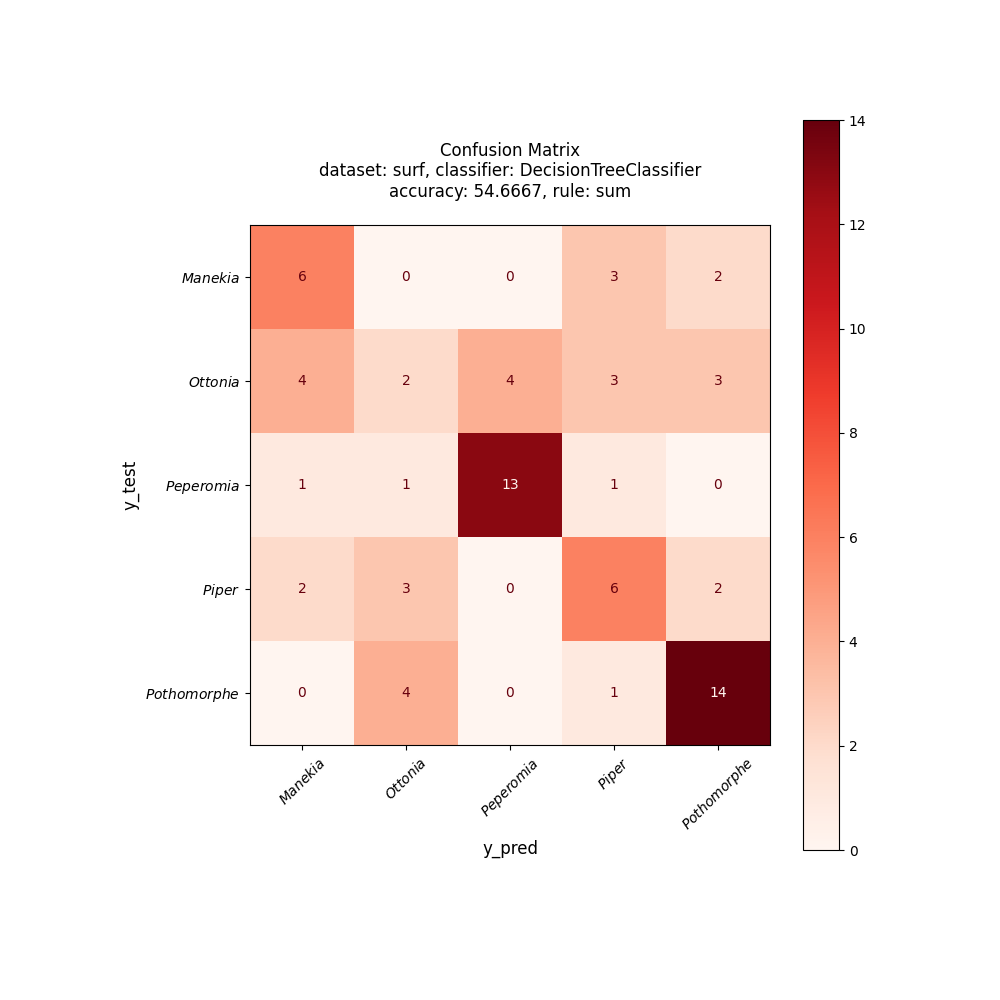 Confusion Matrix
dataset: surf, classifier: DecisionTreeClassifier
accuracy: 54.6667, rule: sum
y_test
Manekia 6 0 0 3 2
Ottonia 4 2 4 3 3
Peperomia 1 1 13 1 0
Piper 2 3 0 6 2
Pothomorphe 0 4 0 1 14
Manekia Ottonia Peperomia Piper Pothomorphe
y_pred
14
12
10
8
6
4
2
0